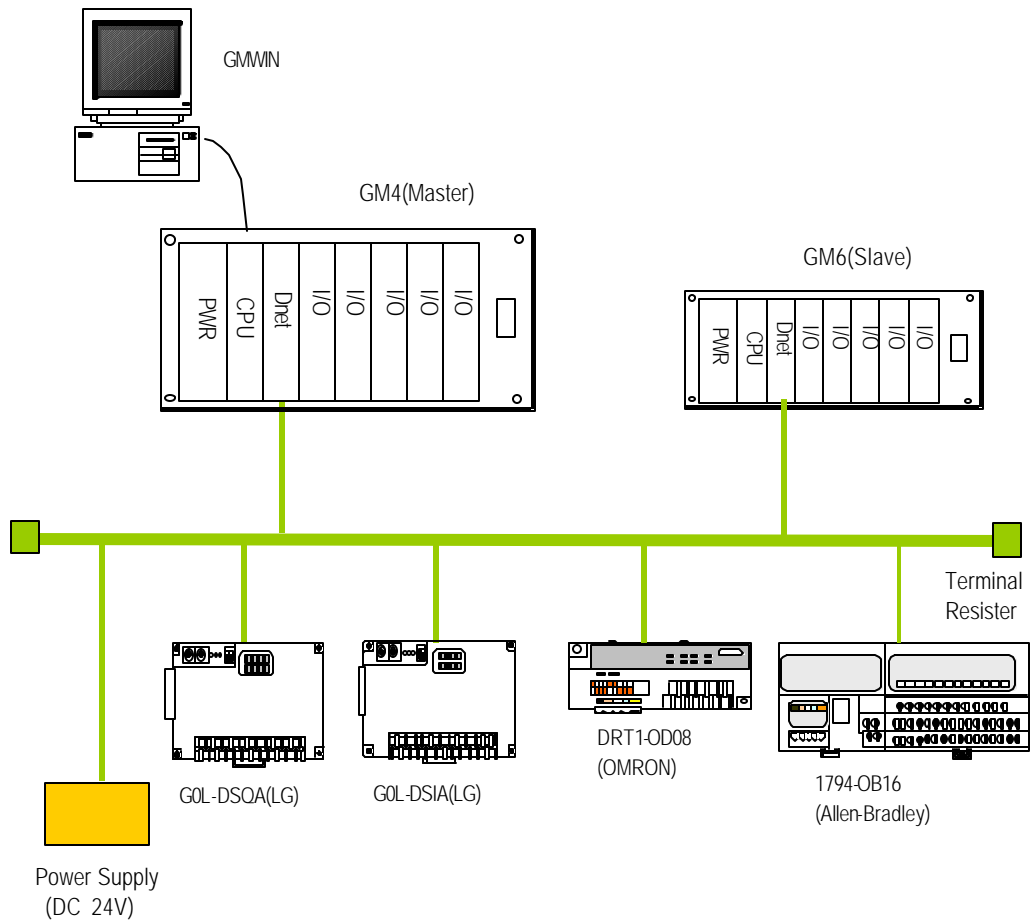 GMWIN
GM4(Master)
PWR
CPU
Dnet
I/O
I/O
I/O
I/O
I/O
GM6(Slave)
PWR
CPU
Dnet
I/O
I/O
I/O
I/O
I/O
Terminal
Resister
G0L-DSQA(LG)
G0L-DSIA(LG)
DRT1-OD08
(OMRON)
1794-OB16
(Allen-Bradley)
Power Supply
(DC 24V)